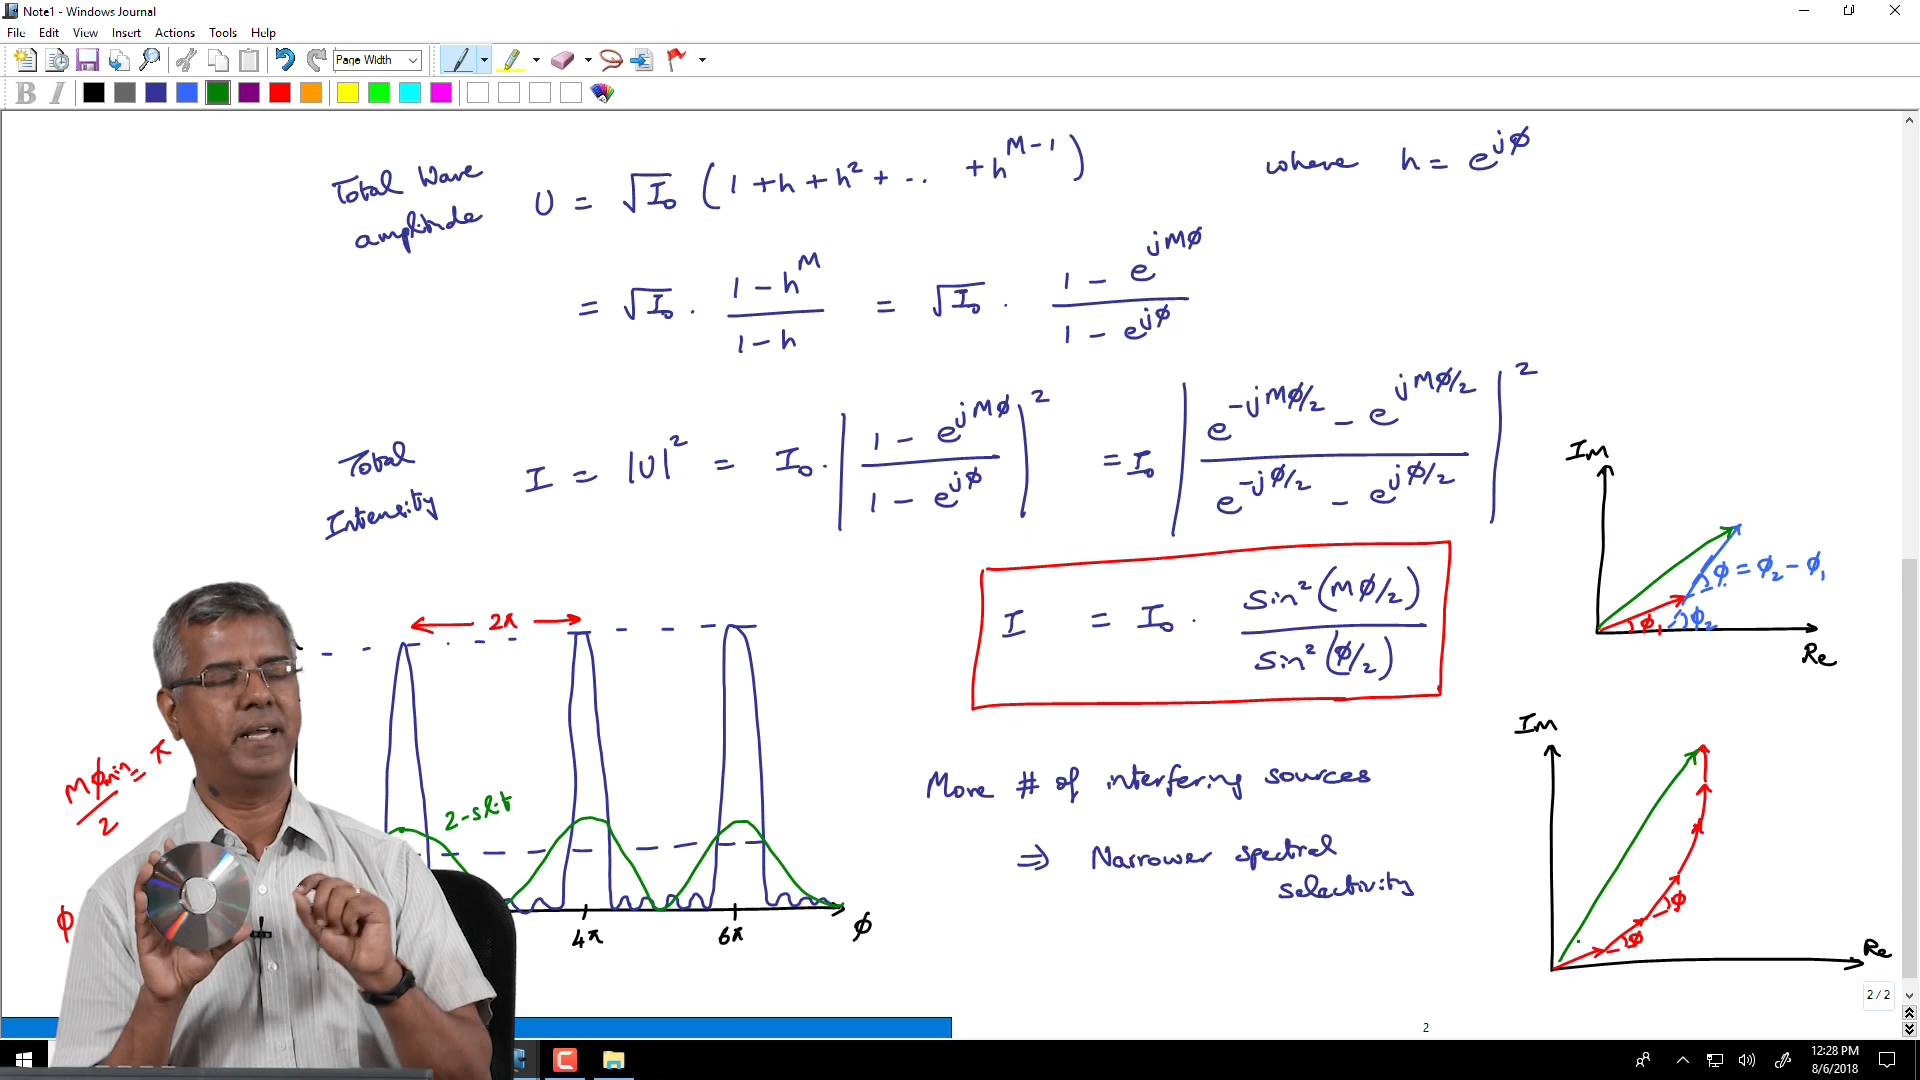 Note1 - Windows Journal
File Edit View Insert Actions Tools Help
Page Width
B I
Total Wave amplitude U = √I₀ (1 + h + h² + .. + h^(M-1)) where h = e^(jϕ)
= √I₀ . (1 - h^M)/(1 - h) = √I₀ . (1 - e^(jMϕ))/(1 - e^(jϕ))
Total Intensity I = |U|² = I₀ . |(1 - e^(jMϕ))/(1 - e^(jϕ))|² = I₀ |(e^(-jMϕ/2) - e^(jMϕ/2))/(e^(-jϕ/2) - e^(jϕ/2))|²
I = I₀ . sin²(Mϕ/2)/sin²(ϕ/2)
Im
ϕ = ϕ₂ - ϕ₁
ϕ₁ ϕ₂
Re
2π
Mϕmin/2 = π
2-slit
ϕ
4π 6π ϕ
More # of interfering sources
⇒ Narrower spectral
selectivity
Im
ϕ
ϕ
Re
2 / 2
2
12:28 PM
8/6/2018